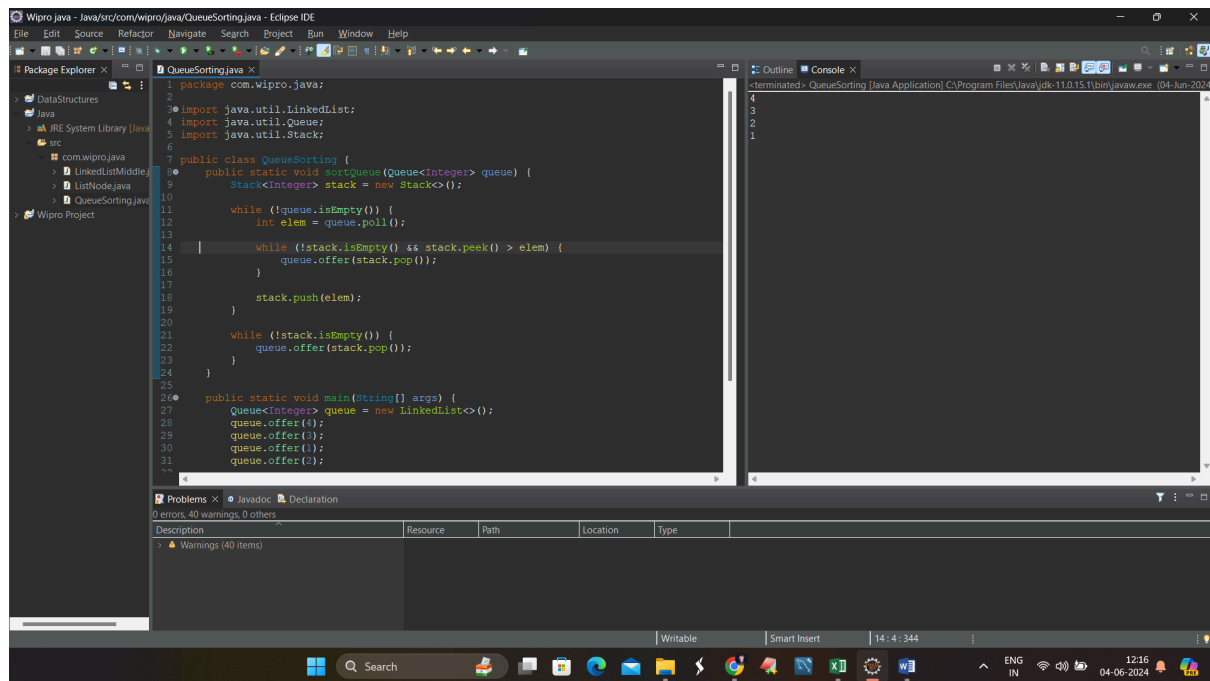 Wipro java - Java/src/com/wipro/java/QueueSorting.java - Eclipse IDE
File Edit Source Refactor Navigate Search Project Run Window Help
Package Explorer
DataStructures
Java
JRE System Library [Java
src
com.wipro.java
LinkedListMiddle.j
ListNode.java
QueueSorting.java
Wipro Project
QueueSorting.java
1 package com.wipro.java;
2
3 import java.util.LinkedList;
4 import java.util.Queue;
5 import java.util.Stack;
6
7 public class QueueSorting {
8 public static void sortQueue(Queue<Integer> queue) {
9 Stack<Integer> stack = new Stack<>();
10
11 while (!queue.isEmpty()) {
12 int elem = queue.poll();
13
14 while (!stack.isEmpty() && stack.peek() > elem) {
15 queue.offer(stack.pop());
16 }
17
18 stack.push(elem);
19 }
20
21 while (!stack.isEmpty()) {
22 queue.offer(stack.pop());
23 }
24 }
25
26 public static void main(String[] args) {
27 Queue<Integer> queue = new LinkedList<>();
28 queue.offer(4);
29 queue.offer(3);
30 queue.offer(1);
31 queue.offer(2);
Outline Console
<terminated> QueueSorting [Java Application] C:\Program Files\Java\jdk-11.0.15.1\bin\javaw.exe (04-Jun-2024
4
3
2
1
Problems Javadoc Declaration
0 errors, 40 warnings, 0 others
Description Resource Path Location Type
Warnings (40 items)
Writable Smart Insert 14 : 4 : 344
Search
ENG
IN
12:16
04-06-2024